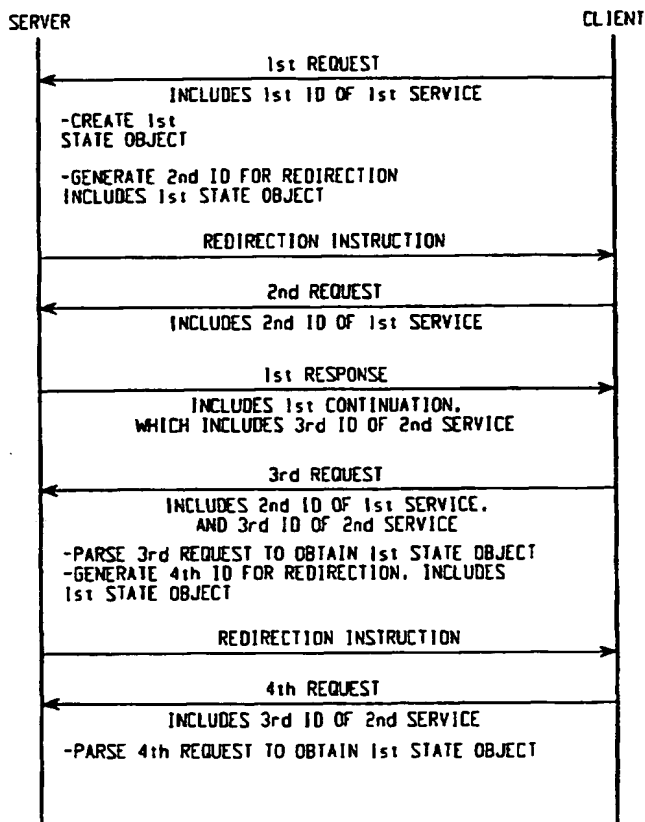 SERVER
CLIENT
1st REQUEST
INCLUDES 1st ID OF 1st SERVICE
-CREATE 1st
STATE OBJECT
-GENERATE 2nd ID FOR REDIRECTION
INCLUDES 1st STATE OBJECT
REDIRECTION INSTRUCTION
2nd REQUEST
INCLUDES 2nd ID OF 1st SERVICE
1st RESPONSE
INCLUDES 1st CONTINUATION,
WHICH INCLUDES 3rd ID OF 2nd SERVICE
3rd REQUEST
INCLUDES 2nd ID OF 1st SERVICE,
AND 3rd ID OF 2nd SERVICE
-PARSE 3rd REQUEST TO OBTAIN 1st STATE OBJECT
-GENERATE 4th ID FOR REDIRECTION, INCLUDES
1st STATE OBJECT
REDIRECTION INSTRUCTION
4th REQUEST
INCLUDES 3rd ID OF 2nd SERVICE
-PARSE 4th REQUEST TO OBTAIN 1st STATE OBJECT